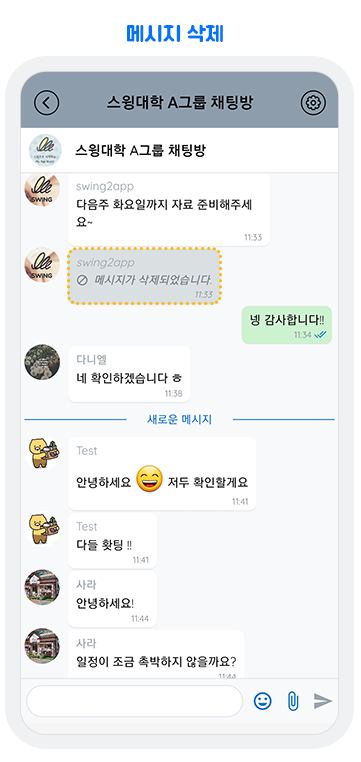 메시지 삭제
스윙대학 A그룹 채팅방
스윙대학 A그룹 채팅방
swing2app
SWING
다음주 화요일까지 자료 준비해주세
요~
11:33
swing2app
SWING
메시지가 삭제되었습니다.
11:33
넹 감사합니다!!
11:34
다니엘
네 확인하겠습니다 ㅎ
11:38
새로운 메시지
Test
안녕하세요 😄 저두 확인할게요
11:41
Test
다들 홧팅 !!
11:41
사라
안녕하세요!
11:44
사라
일정이 조금 촉박하지 않을까요?
11:44